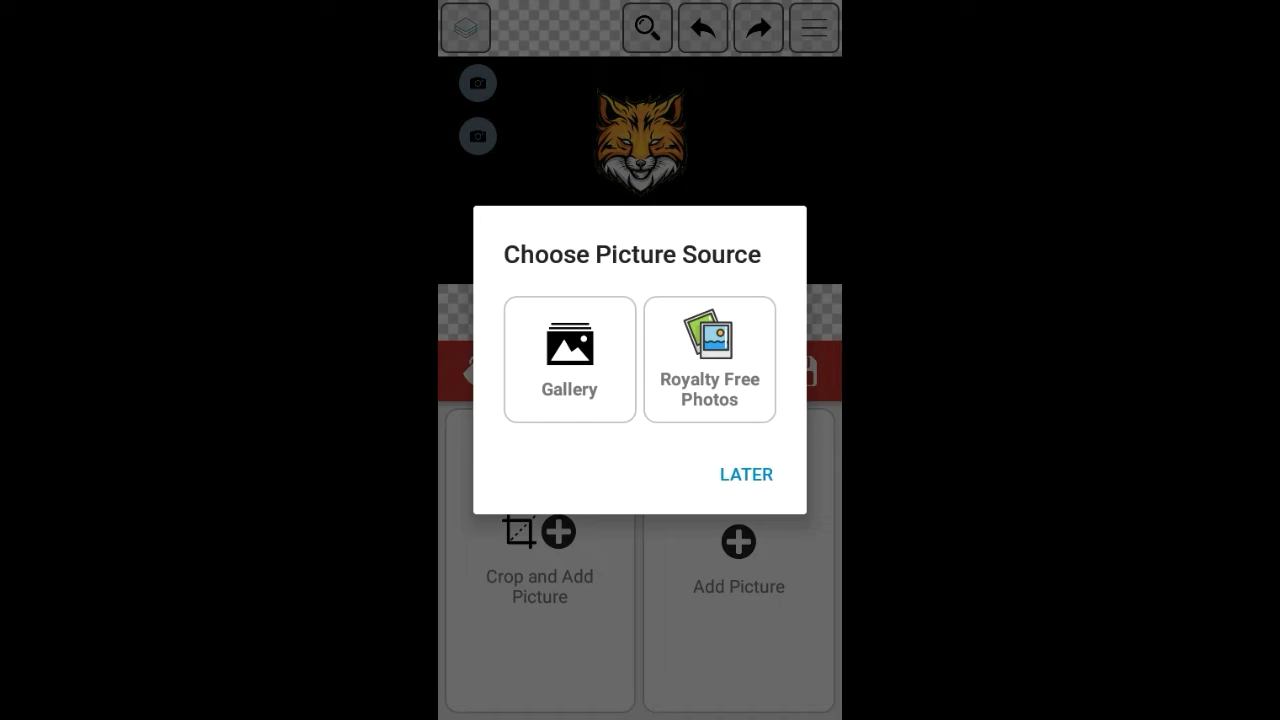 Choose Picture Source
Gallery
Royalty Free
Photos
LATER
Crop and Add
Picture
Add Picture